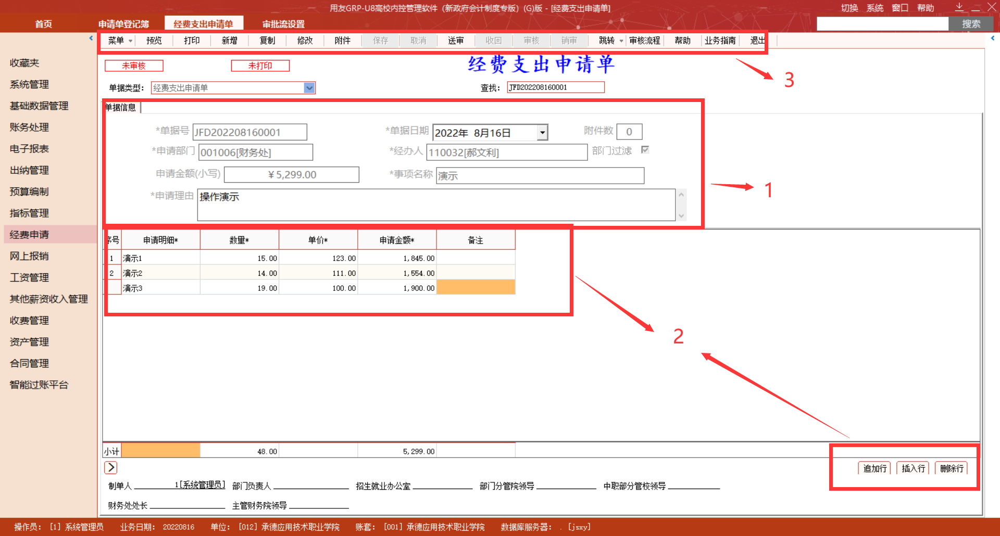 用友GRP-U8高校内控管理软件（新政府会计制度专版）(G)版 - [经费支出申请单]
切换 系统 窗口 帮助
首页 申请单登记簿 经费支出申请单 审批流设置
搜索
菜单 预览 打印 新增 复制 修改 附件 保存 取消 送审 收回 审核 销审 跳转 审核流程 帮助 业务指南 退出
收藏夹
系统管理
基础数据管理
账务处理
电子报表
出纳管理
预算编制
指标管理
经费申请
网上报销
工资管理
其他薪资收入管理
收费管理
资产管理
合同管理
智能过账平台
未审核 未打印 经费支出申请单
3
单据类型： 经费支出申请单 查找： JFD202208160001
单据信息
*单据号 JFD202208160001 *单据日期 2022年 8月16日 附件数 0
*申请部门 001006[财务处] *经办人 110032[郝文利] 部门过滤
申请金额(小写) ￥5,299.00 *事项名称 演示
*申请理由 操作演示
1
序号 申请明细* 数量* 单价* 申请金额* 备注
1 演示1 15.00 123.00 1,845.00
2 演示2 14.00 111.00 1,554.00
演示3 19.00 100.00 1,900.00
2
小计 48.00 5,299.00
追加行 插入行 删除行
制单人 1[系统管理员] 部门负责人 招生就业办公室 部门分管院领导 中职部分管校领导
财务处处长 主管财务院领导
操作员： [1] 系统管理员 业务日期： 20220816 单位： [012] 承德应用技术职业学院 账套： [001] 承德应用技术职业学院 数据库服务器： . [jsxy]